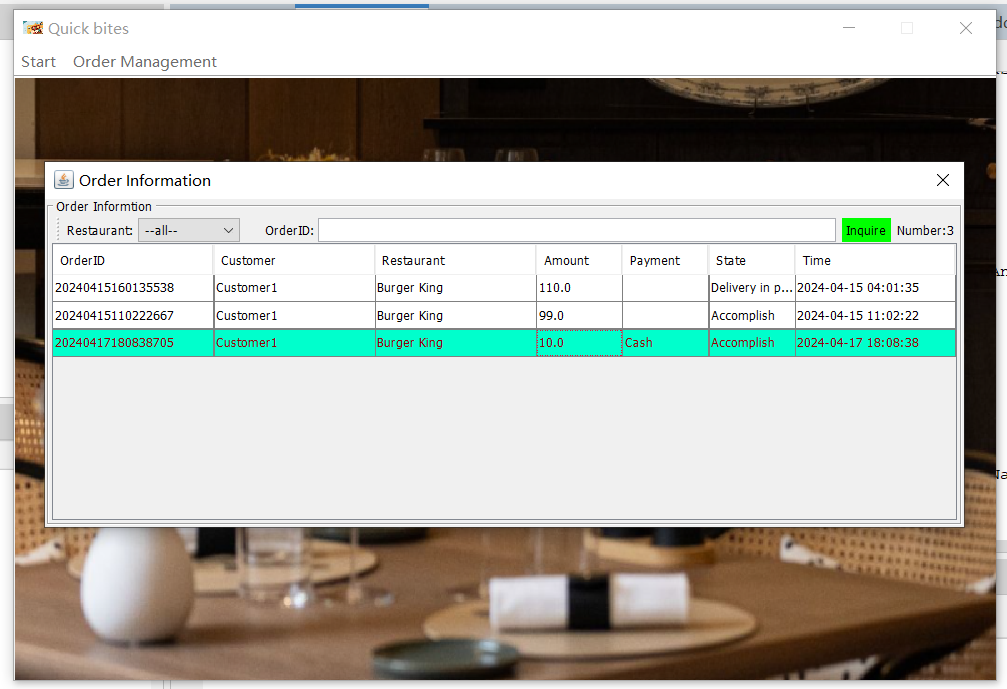 Quick bites
Start Order Management
Order Information
Order Informtion
Restaurant: --all-- OrderID: Inquire Number:3
OrderID Customer Restaurant Amount Payment State Time
20240415160135538 Customer1 Burger King 110.0 Delivery in p... 2024-04-15 04:01:35
20240415110222667 Customer1 Burger King 99.0 Accomplish 2024-04-15 11:02:22
20240417180838705 Customer1 Burger King 10.0 Cash Accomplish 2024-04-17 18:08:38